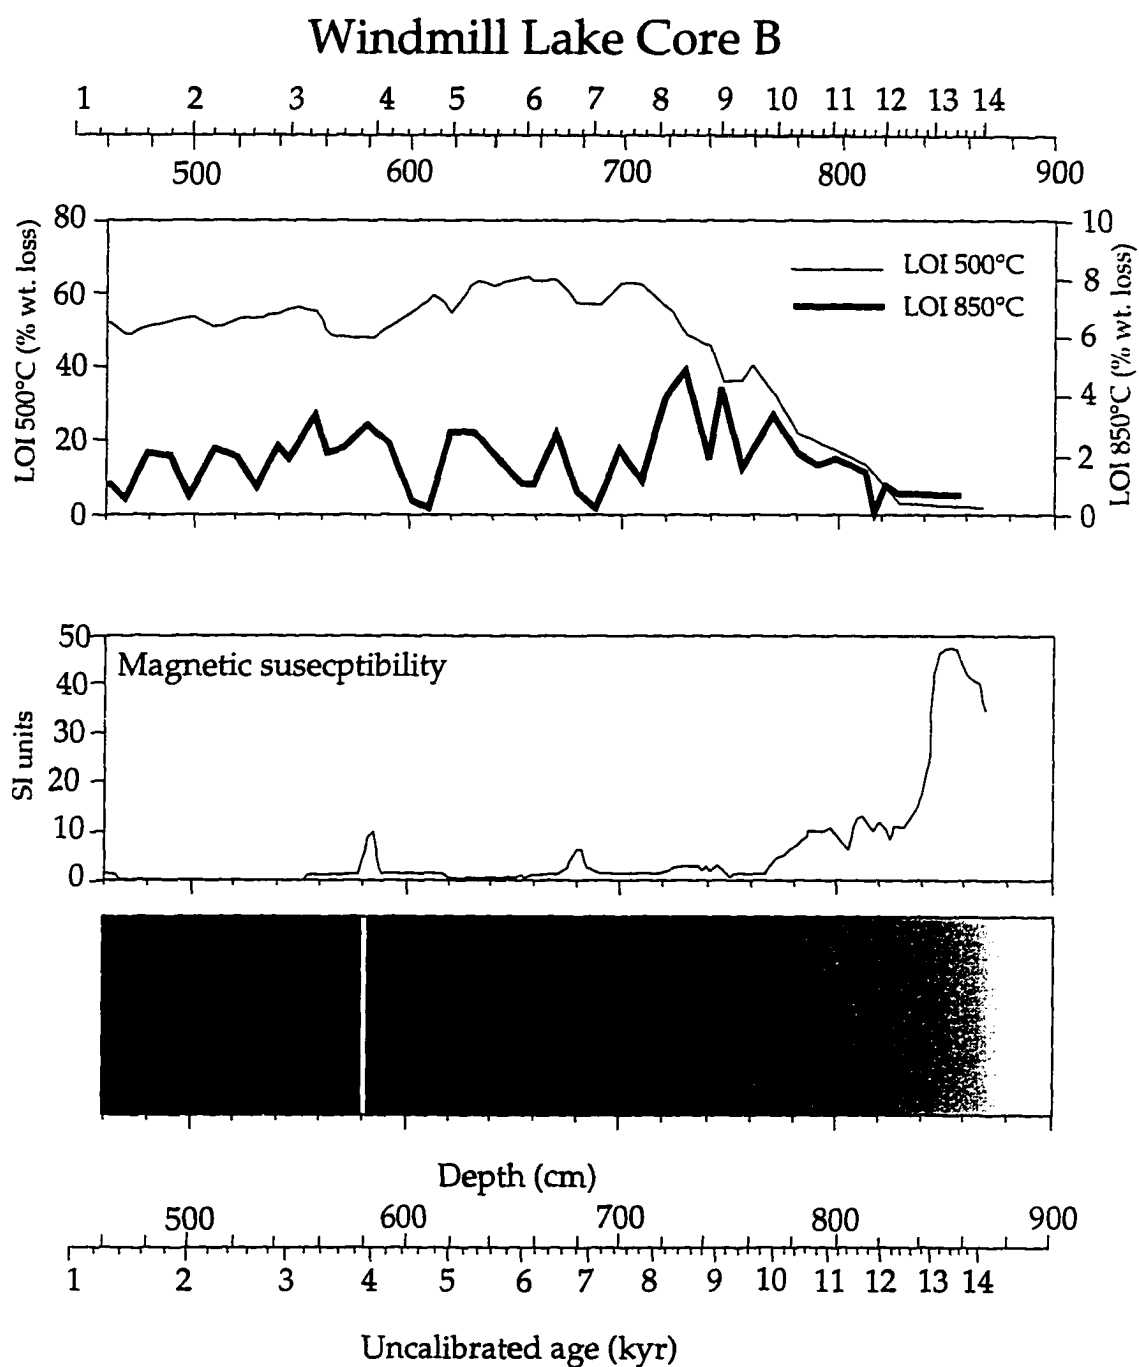 Windmill Lake Core B
1 2 3 4 5 6 7 8 9 10 11 12 13 14
500 600 700 800 900
80 10
LOI 500°C
60 8
LOI 850°C
6
40
4
20
2
0 0
LOI 500°C (% wt. loss)
LOI 850°C (% wt. loss)
50
Magnetic susecptibility
40
30
20
10
0
SI units
Depth (cm)
500 600 700 800 900
1 2 3 4 5 6 7 8 9 10 11 12 13 14
Uncalibrated age (kyr)